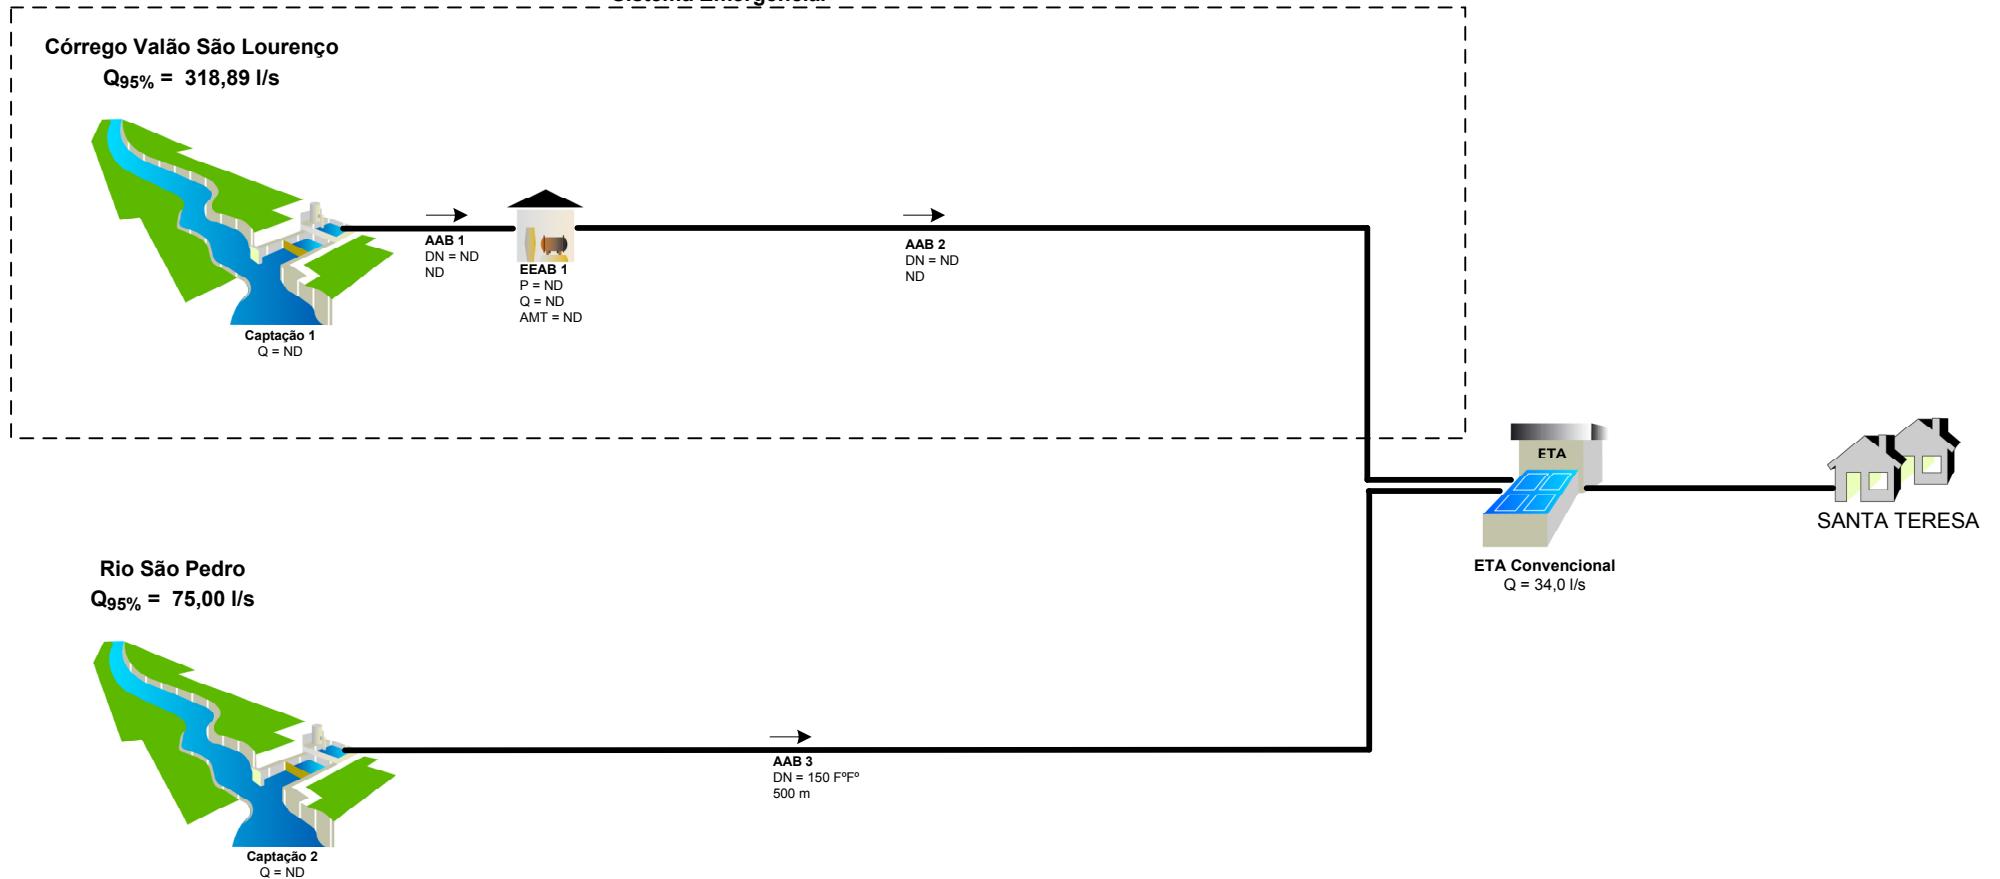 Sistema Emergencial
Córrego Valão São Lourenço
Q95% = 318,89 l/s
AAB 1
DN = ND
ND
EEAB 1
P = ND
Q = ND
AMT = ND
AAB 2
DN = ND
ND
Captação 1
Q = ND
ETA
SANTA TERESA
ETA Convencional
Q = 34,0 l/s
Rio São Pedro
Q95% = 75,00 l/s
AAB 3
DN = 150 FºFº
500 m
Captação 2
Q = ND